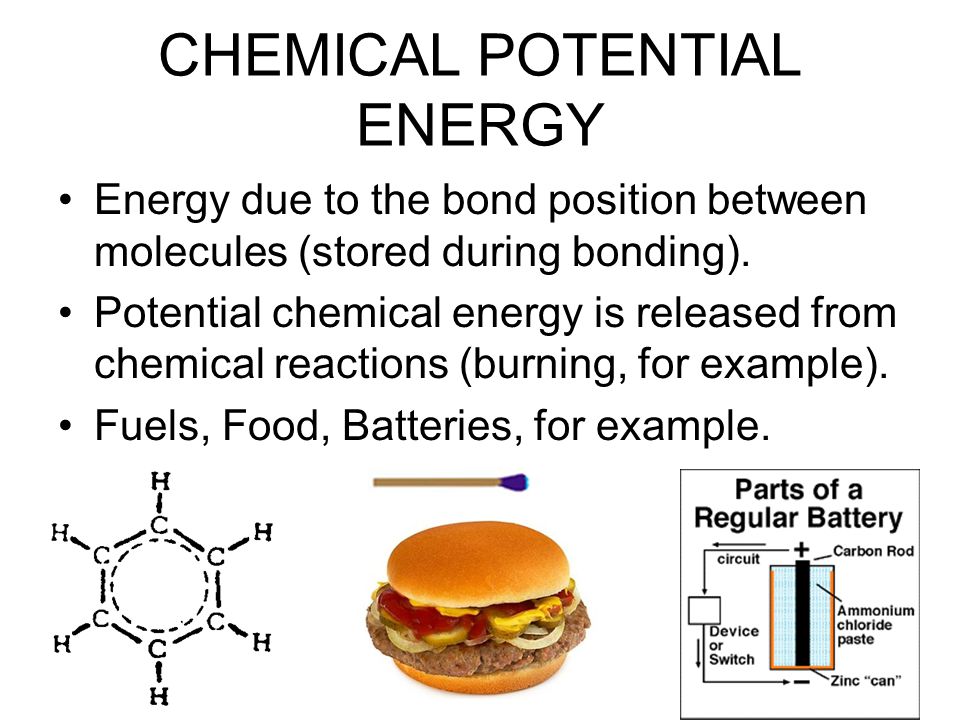 CHEMICAL POTENTIAL
ENERGY
• Energy due to the bond position between
molecules (stored during bonding).
• Potential chemical energy is released from
chemical reactions (burning, for example).
• Fuels, Food, Batteries, for example.
H
H C H
C C
C C
H C H
H
Parts of a
Regular Battery
circuit + Carbon Rod
Ammonium
chloride
paste
Device
or
Switch
− Zinc "can"